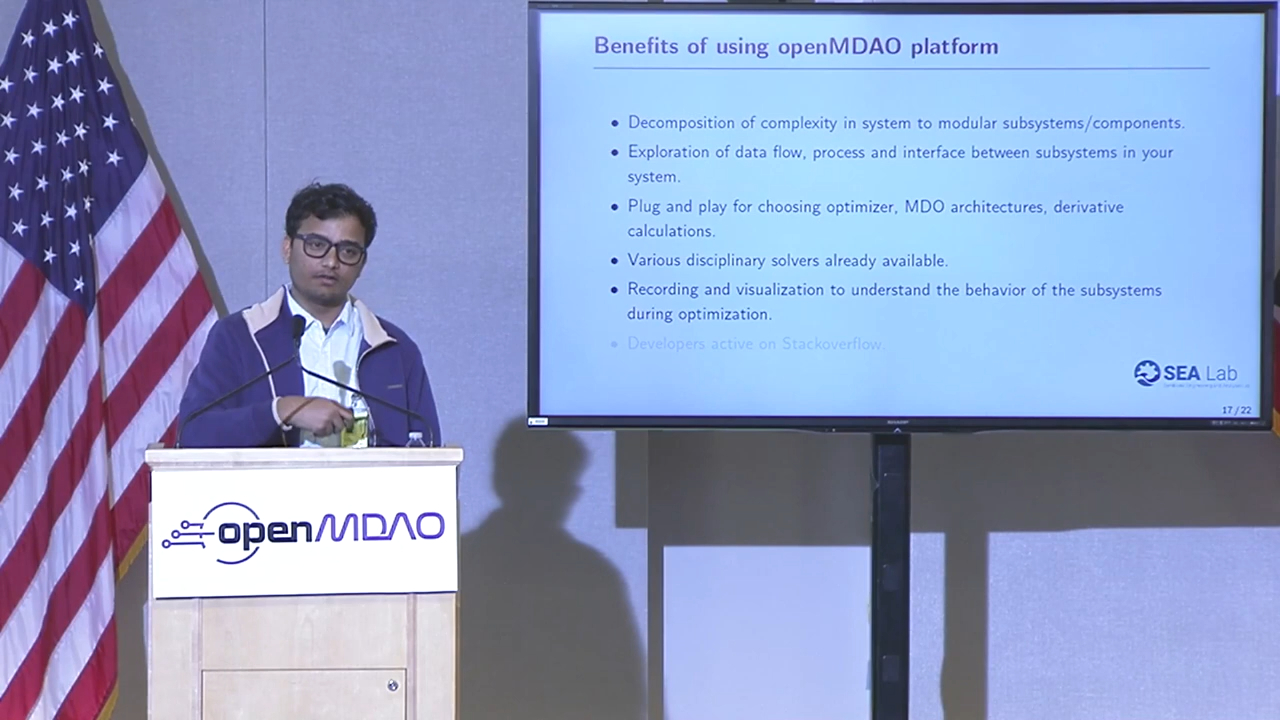 Benefits of using openMDAO platform
• Decomposition of complexity in system to modular subsystems/components.
• Exploration of data flow, process and interface between subsystems in your
system.
• Plug and play for choosing optimizer, MDO architectures, derivative
calculations.
• Various disciplinary solvers already available.
• Recording and visualization to understand the behavior of the subsystems
during optimization.
• Developers active on Stackoverflow.
SEA Lab
17 / 22
openMDAO